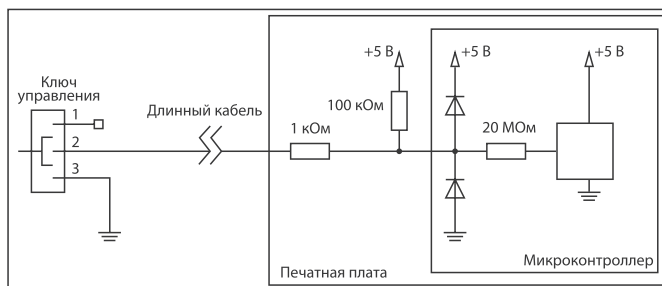 Ключ
управления
1
2
3
Длинный кабель
1 кОм
100 кОм
+5 В
+5 В
+5 В
20 МОм
Микроконтроллер
Печатная плата